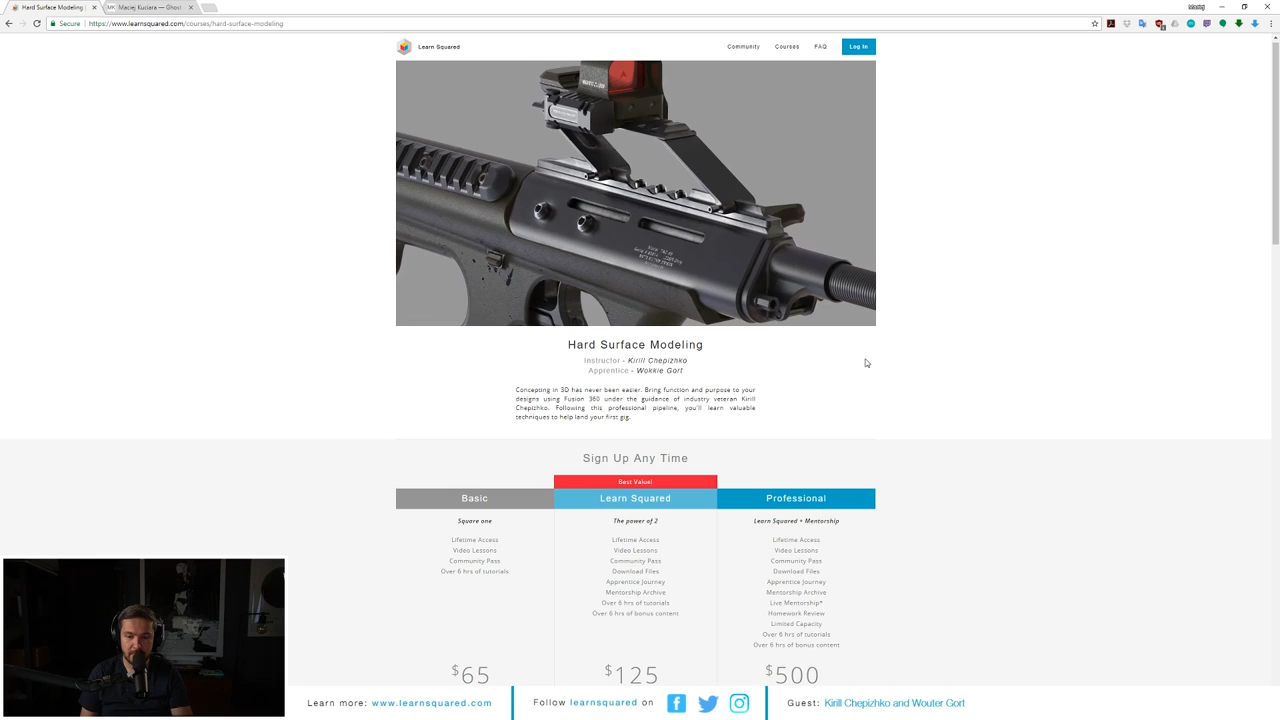 Hard Surface Modeling
Maciej Kuciara — Ghost
Maciej
Secure
https://www.learnsquared.com/courses/hard-surface-modeling
Learn Squared
Community
Courses
FAQ
Log In
Hard Surface Modeling
Instructor - Kirill Chepizhko
Apprentice - Wokkie Gort
Concepting in 3D has never been easier. Bring function and purpose to your
designs using Fusion 360 under the guidance of industry veteran Kirill
Chepizhko. Following this professional pipeline, you'll learn valuable
techniques to help land your first gig.
Sign Up Any Time
Best Value!
Basic
Learn Squared
Professional
Square one
The power of 2
Learn Squared + Mentorship
Lifetime Access
Video Lessons
Community Pass
Over 6 hrs of tutorials
Lifetime Access
Video Lessons
Community Pass
Download Files
Apprentice Journey
Mentorship Archive
Over 6 hrs of tutorials
Over 6 hrs of bonus content
Lifetime Access
Video Lessons
Community Pass
Download Files
Apprentice Journey
Mentorship Archive
Live Mentorship*
Homework Review
Limited Capacity
Over 6 hrs of tutorials
Over 6 hrs of bonus content
$65
$125
$500
Learn more: www.learnsquared.com
Follow learnsquared on
Guest: Kirill Chepizhko and Wouter Gort